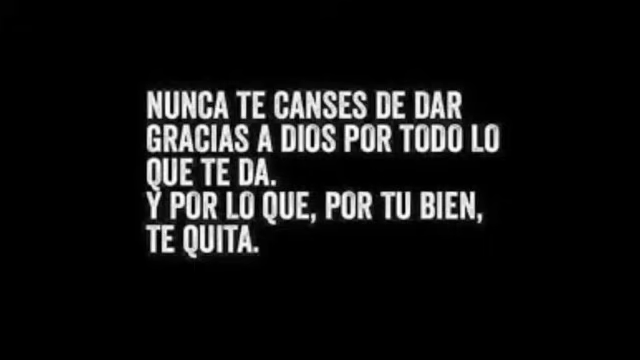 NUNCA TE CANSES DE DAR
GRACIAS A DIOS POR TODO LO
QUE TE DA.
Y POR LO QUE, POR TU BIEN,
TE QUITA.